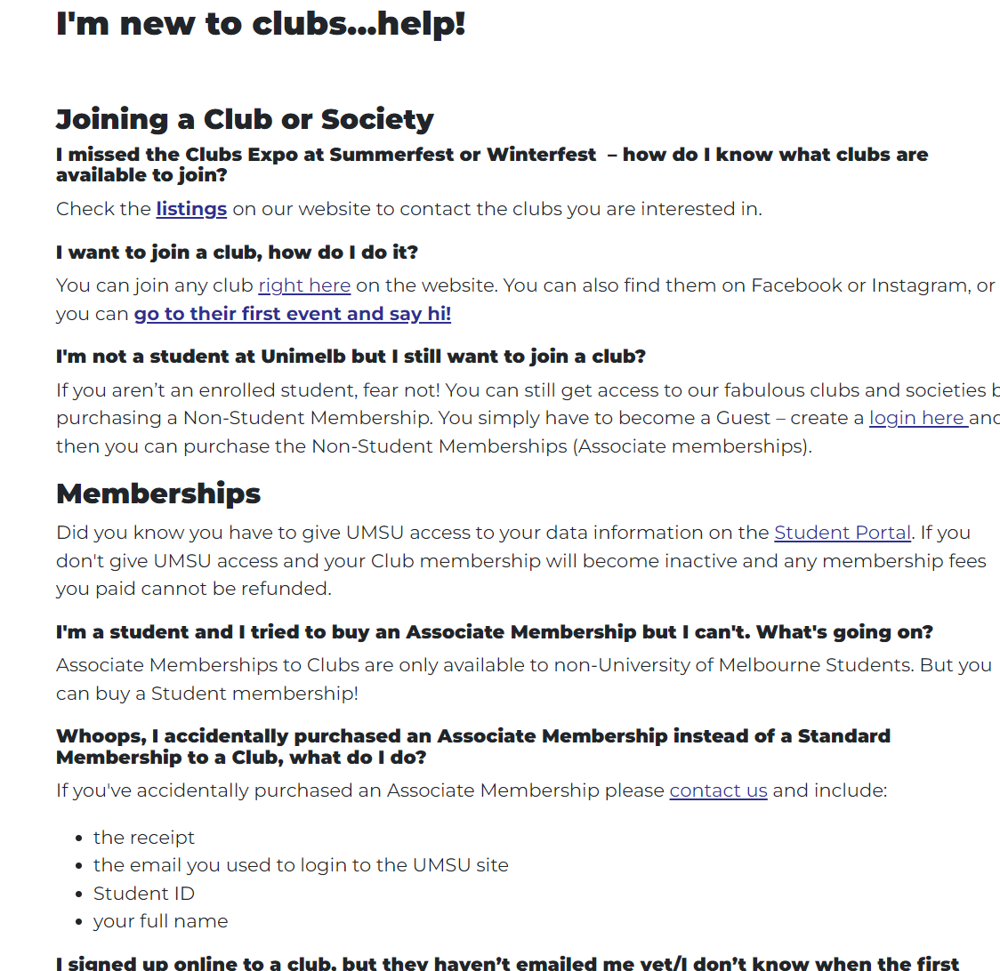 I'm new to clubs...help!
Joining a Club or Society
I missed the Clubs Expo at Summerfest or Winterfest  – how do I know what clubs are
available to join?
Check the listings on our website to contact the clubs you are interested in.
I want to join a club, how do I do it?
You can join any club right here on the website. You can also find them on Facebook or Instagram, or
you can go to their first event and say hi!
I'm not a student at Unimelb but I still want to join a club?
If you aren’t an enrolled student, fear not! You can still get access to our fabulous clubs and societies
purchasing a Non-Student Membership. You simply have to become a Guest – create a login here and
then you can purchase the Non-Student Memberships (Associate memberships).
Memberships
Did you know you have to give UMSU access to your data information on the Student Portal. If you
don't give UMSU access and your Club membership will become inactive and any membership fees
you paid cannot be refunded.
I'm a student and I tried to buy an Associate Membership but I can't. What's going on?
Associate Memberships to Clubs are only available to non-University of Melbourne Students. But you
can buy a Student membership!
Whoops, I accidentally purchased an Associate Membership instead of a Standard
Membership to a Club, what do I do?
If you've accidentally purchased an Associate Membership please contact us and include:
• the receipt
• the email you used to login to the UMSU site
• Student ID
• your full name
I signed up online to a club, but they haven’t emailed me yet/I don’t know when the first